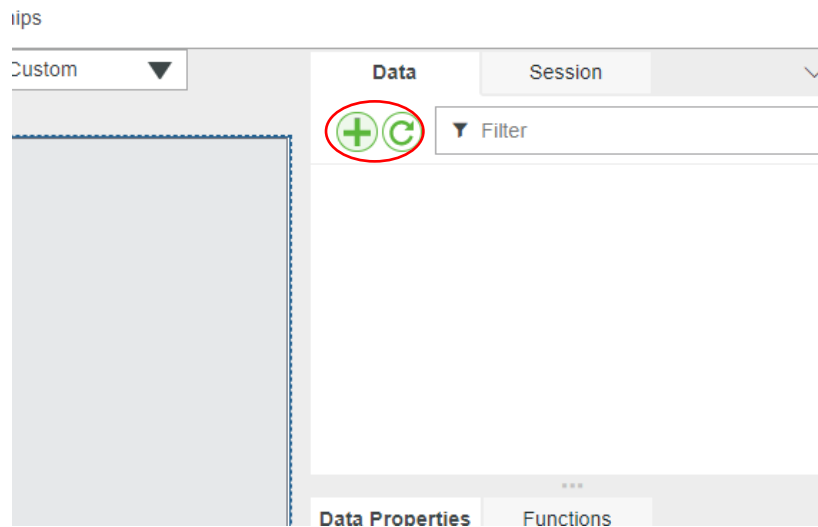 ips
Custom
Data
Session
Filter
Data Properties
Functions